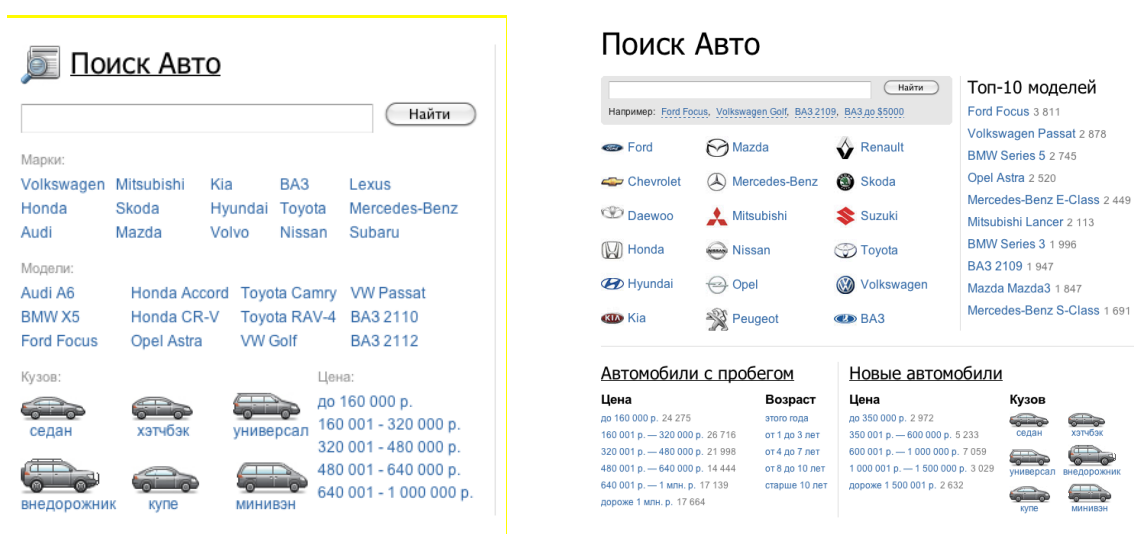 Поиск Авто
Найти
Марки:
Volkswagen Mitsubishi Kia ВАЗ Lexus
Honda Skoda Hyundai Toyota Mercedes-Benz
Audi Mazda Volvo Nissan Subaru
Модели:
Audi A6 Honda Accord Toyota Camry VW Passat
BMW X5 Honda CR-V Toyota RAV-4 ВАЗ 2110
Ford Focus Opel Astra VW Golf ВАЗ 2112
Кузов:
седан хэтчбэк универсал
внедорожник купе минивэн
Цена:
до 160 000 р.
160 001 - 320 000 р.
320 001 - 480 000 р.
480 001 - 640 000 р.
640 001 - 1 000 000 р.
Поиск Авто
Найти
Например: Ford Focus, Volkswagen Golf, ВАЗ 2109, ВАЗ до $5000
Ford Mazda Renault
Chevrolet Mercedes-Benz Skoda
Daewoo Mitsubishi Suzuki
Honda Nissan Toyota
Hyundai Opel Volkswagen
Kia Peugeot ВАЗ
Топ-10 моделей
Ford Focus 3 811
Volkswagen Passat 2 878
BMW Series 5 2 745
Opel Astra 2 520
Mercedes-Benz E-Class 2 449
Mitsubishi Lancer 2 113
BMW Series 3 1 996
ВАЗ 2109 1 947
Mazda Mazda3 1 847
Mercedes-Benz S-Class 1 691
Автомобили с пробегом
Цена Возраст
до 160 000 р. 24 275 этого года
160 001 р. — 320 000 р. 26 716 от 1 до 3 лет
320 001 р. — 480 000 р. 21 998 от 4 до 7 лет
480 001 р. — 640 000 р. 14 444 от 8 до 10 лет
640 001 р. — 1 млн. р. 17 139 старше 10 лет
дороже 1 млн. р. 17 664
Новые автомобили
Цена Кузов
до 350 000 р. 2 972
350 001 р. — 600 000 р. 5 233
600 001 р. — 1 000 000 р. 7 059
1 000 001 р. — 1 500 000 р. 3 029
дороже 1 500 001 р. 2 632
седан хэтчбэк
универсал внедорожник
купе минивэн